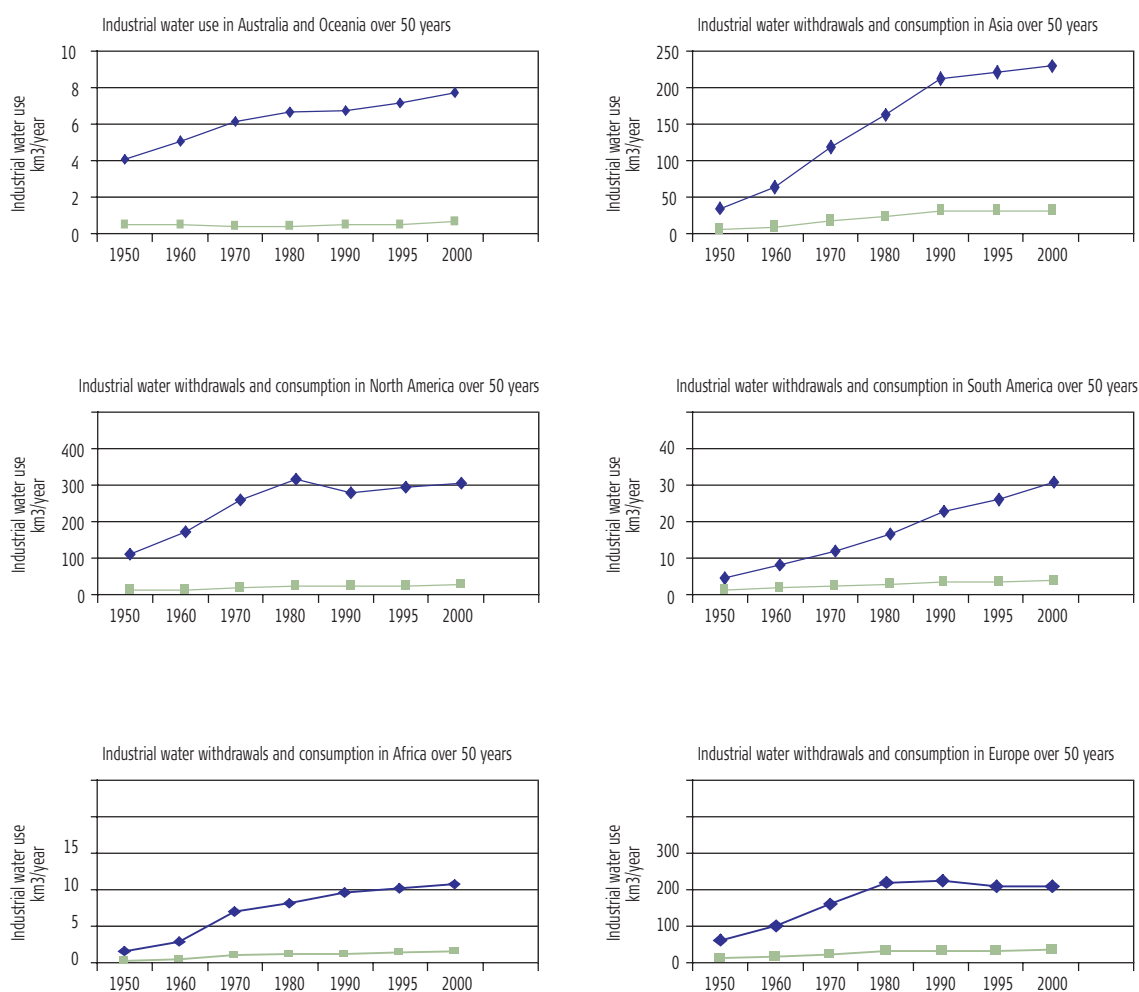 Industrial water use in Australia and Oceania over 50 years
Industrial water use
km3/year
10
8
6
4
2
0
1950 1960 1970 1980 1990 1995 2000
Industrial water withdrawals and consumption in Asia over 50 years
Industrial water use
km3/year
250
200
150
100
50
0
1950 1960 1970 1980 1990 1995 2000
Industrial water withdrawals and consumption in North America over 50 years
Industrial water use
km3/year
400
300
200
100
0
1950 1960 1970 1980 1990 1995 2000
Industrial water withdrawals and consumption in South America over 50 years
Industrial water use
km3/year
40
30
20
10
0
1950 1960 1970 1980 1990 1995 2000
Industrial water withdrawals and consumption in Africa over 50 years
Industrial water use
km3/year
15
10
5
0
1950 1960 1970 1980 1990 1995 2000
Industrial water withdrawals and consumption in Europe over 50 years
Industrial water use
km3/year
300
200
100
0
1950 1960 1970 1980 1990 1995 2000